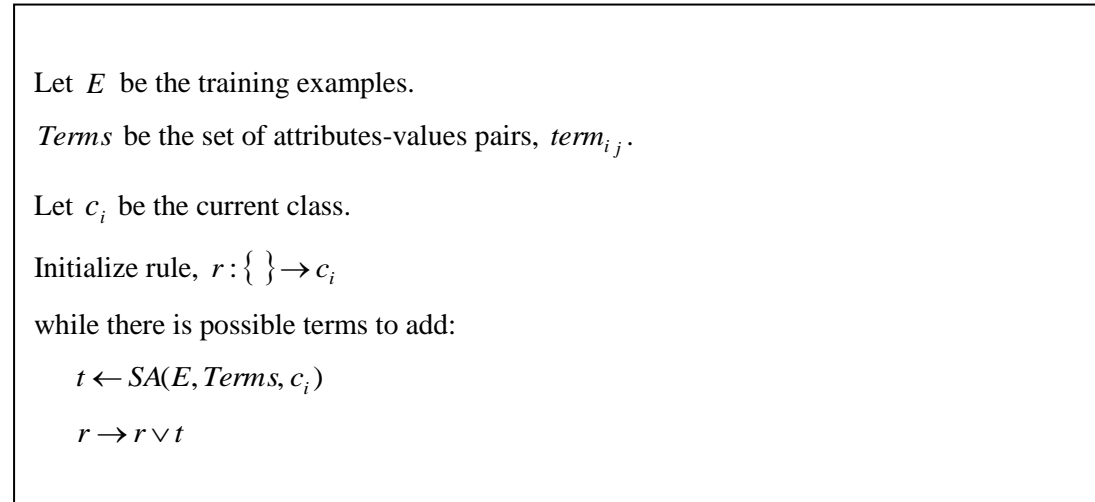 Let E be the training examples.
Terms be the set of attributes-values pairs, term_{i j}.
Let c_i be the current class.
Initialize rule, r : { } → c_i
while there is possible terms to add:
t ← SA(E, Terms, c_i)
r → r ∨ t